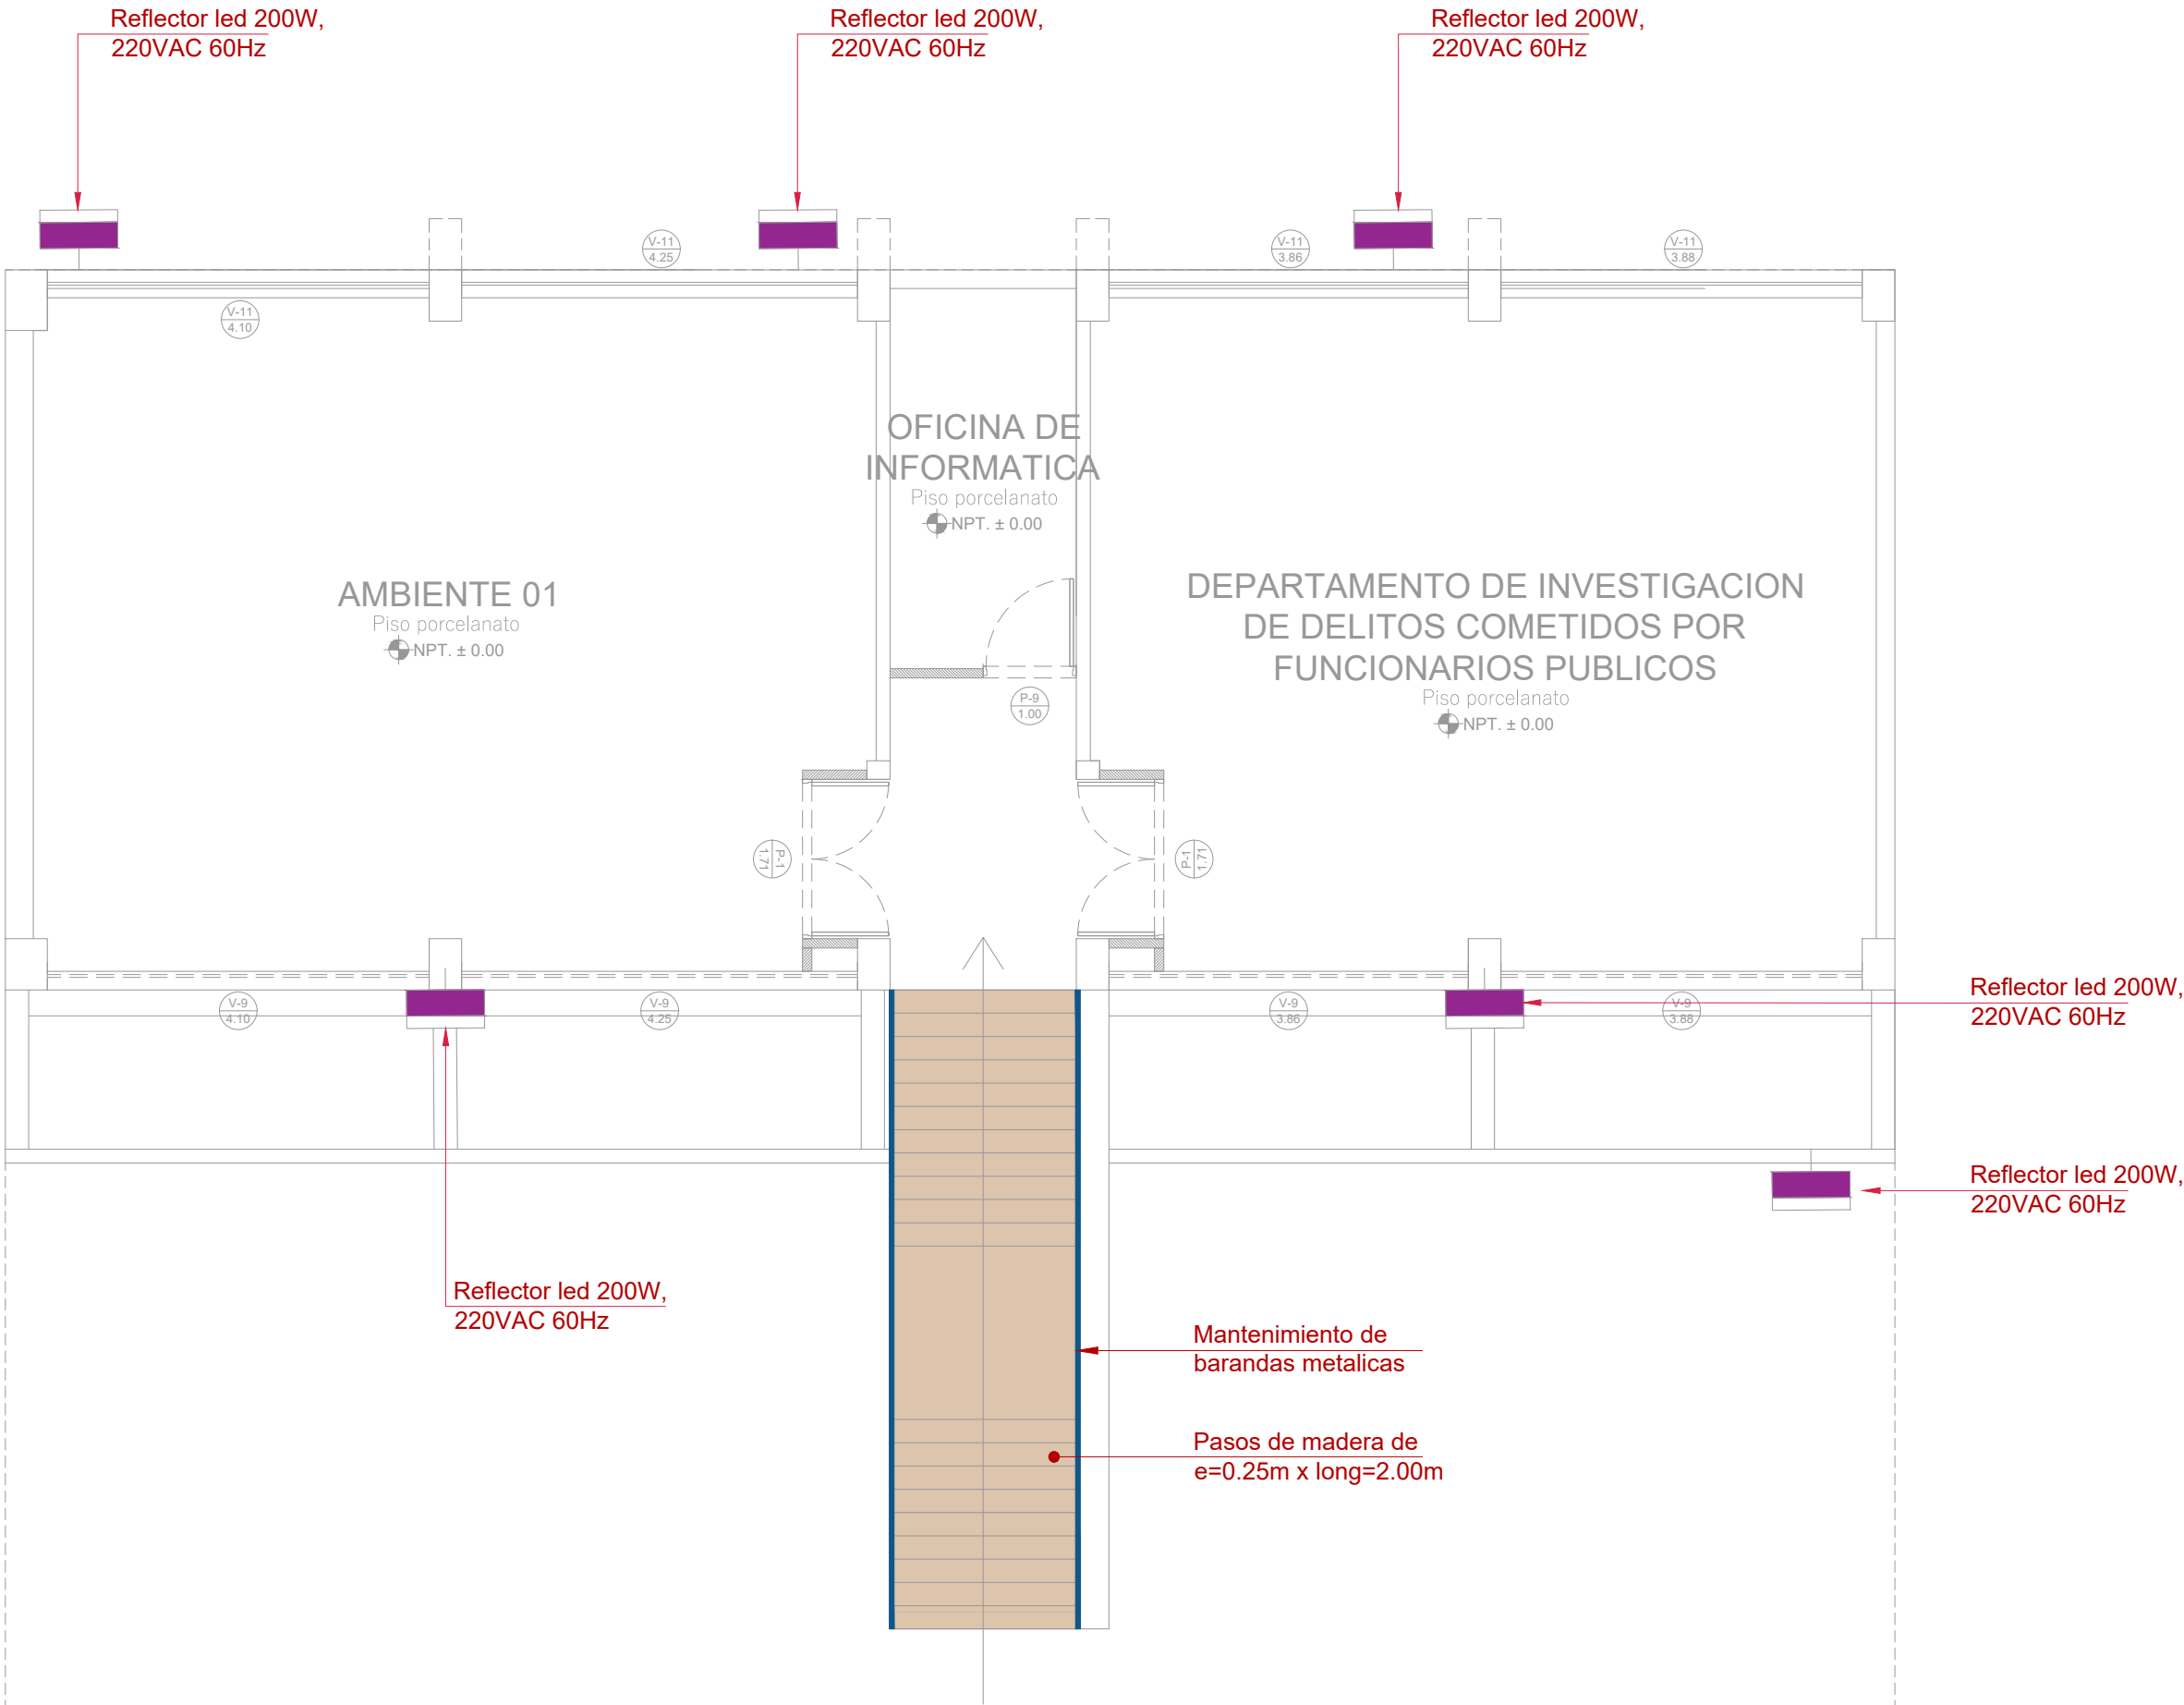 Reflector led 200W,
220VAC 60Hz
Reflector led 200W,
220VAC 60Hz
Reflector led 200W,
220VAC 60Hz
V-11
4.25
V-11
3.86
V-11
3.88
V-11
4.10
OFICINA DE
INFORMATICA
Piso porcelanato
NPT. ± 0.00
AMBIENTE 01
Piso porcelanato
NPT. ± 0.00
DEPARTAMENTO DE INVESTIGACION
DE DELITOS COMETIDOS POR
FUNCIONARIOS PUBLICOS
Piso porcelanato
NPT. ± 0.00
P-9
1.00
P-1
1.71
P-1
1.71
V-9
4.10
V-9
4.25
V-9
3.86
V-9
3.88
Reflector led 200W,
220VAC 60Hz
Reflector led 200W,
220VAC 60Hz
Reflector led 200W,
220VAC 60Hz
Mantenimiento de
barandas metalicas
Pasos de madera de
e=0.25m x long=2.00m